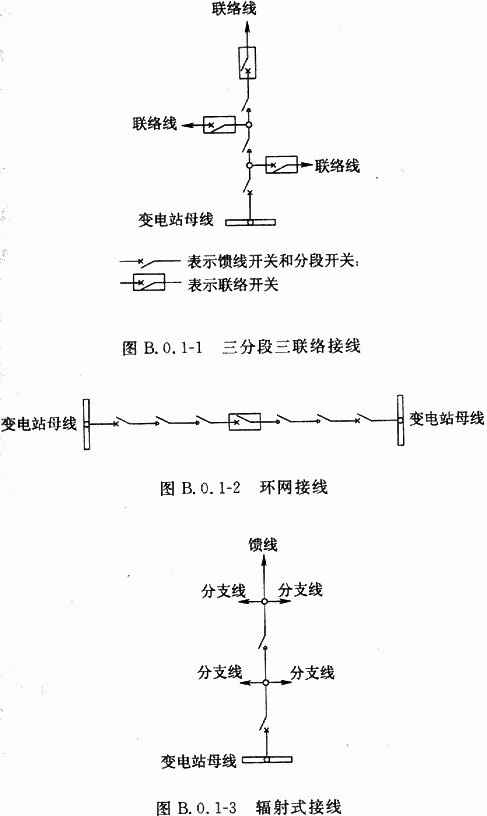 联络线
联络线
联络线
变电站母线
表示馈线开关和分段开关;
表示联络开关
图 B.0.1-1 三分段三联络接线
变电站母线
变电站母线
图 B.0.1-2 环网接线
馈线
分支线 分支线
分支线 分支线
变电站母线
图 B.0.1-3 辐射式接线